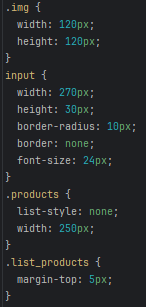 .img {
  width: 120px;
  height: 120px;
}
input {
  width: 270px;
  height: 30px;
  border-radius: 10px;
  border: none;
  font-size: 24px;
}
.products {
  list-style: none;
  width: 250px;
}
.list_products {
  margin-top: 5px;
}